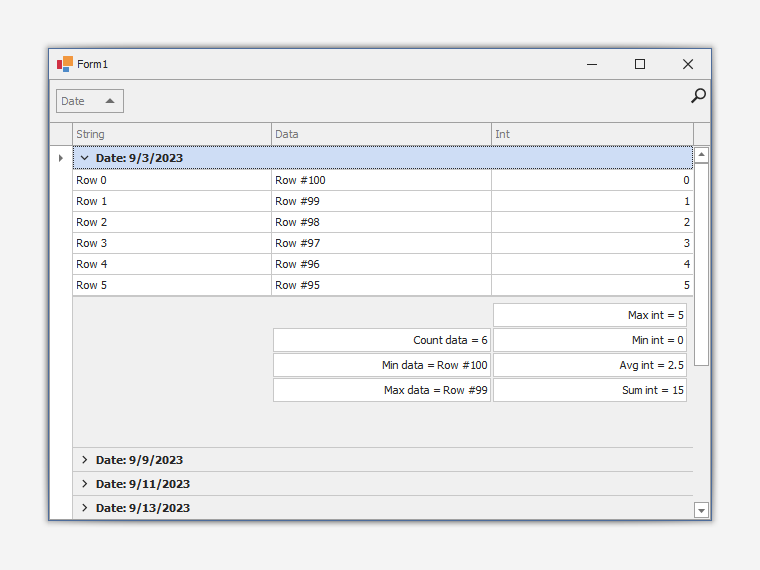 Form1
Date
String Data Int
Date: 9/3/2023
Row 0 Row #100 0
Row 1 Row #99 1
Row 2 Row #98 2
Row 3 Row #97 3
Row 4 Row #96 4
Row 5 Row #95 5
Max int = 5
Count data = 6 Min int = 0
Min data = Row #100 Avg int = 2.5
Max data = Row #99 Sum int = 15
Date: 9/9/2023
Date: 9/11/2023
Date: 9/13/2023